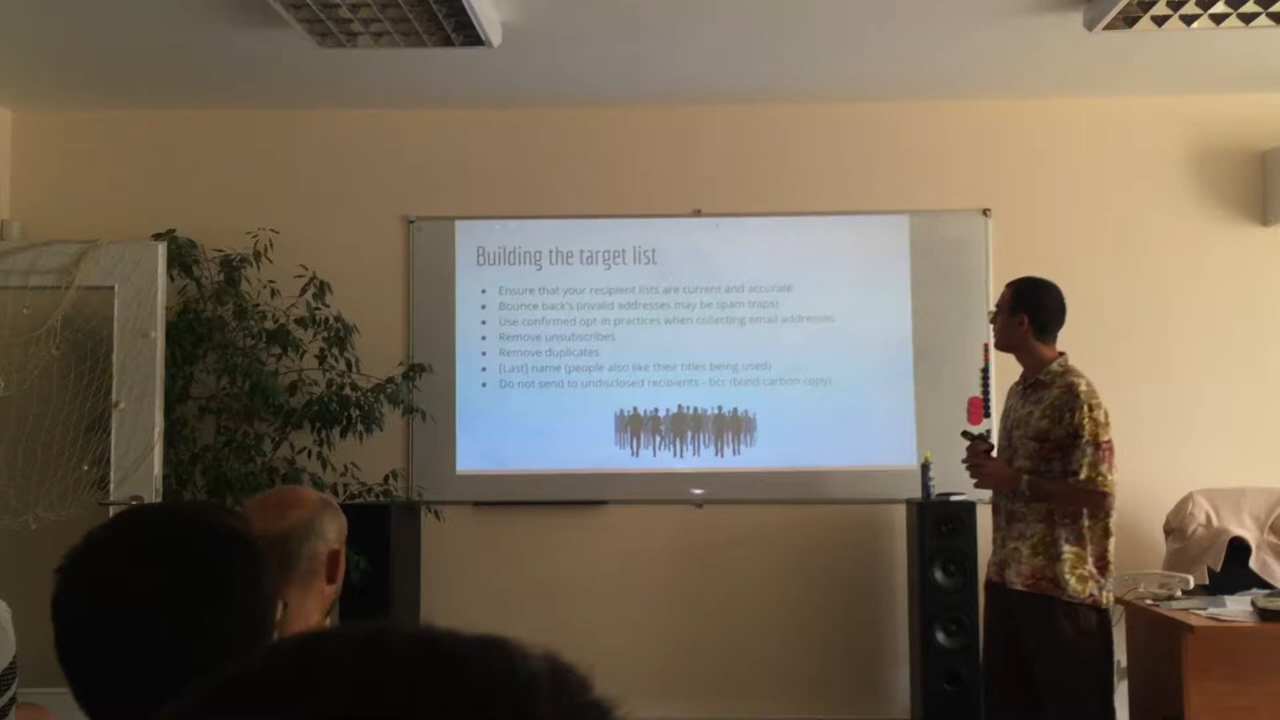 Building the target list
Ensure that your recipient lists are current and accurate
Bounce back's (invalid addresses may be spam traps)
Use confirmed opt-in practices when collecting email addresses
Remove unsubscribes
Remove duplicates
[Last] name (people also like their titles being used)
Do not send to undisclosed recipients - bcc (blind carbon copy)